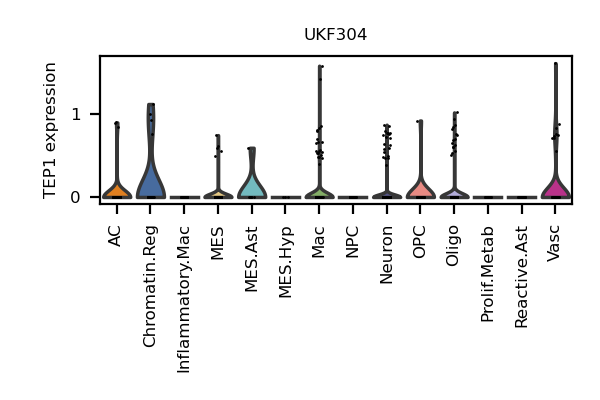 UKF304
TEP1 expression
1
0
AC
Chromatin.Reg
Inflammatory.Mac
MES
MES.Ast
MES.Hyp
Mac
NPC
Neuron
OPC
Oligo
Prolif.Metab
Reactive.Ast
Vasc